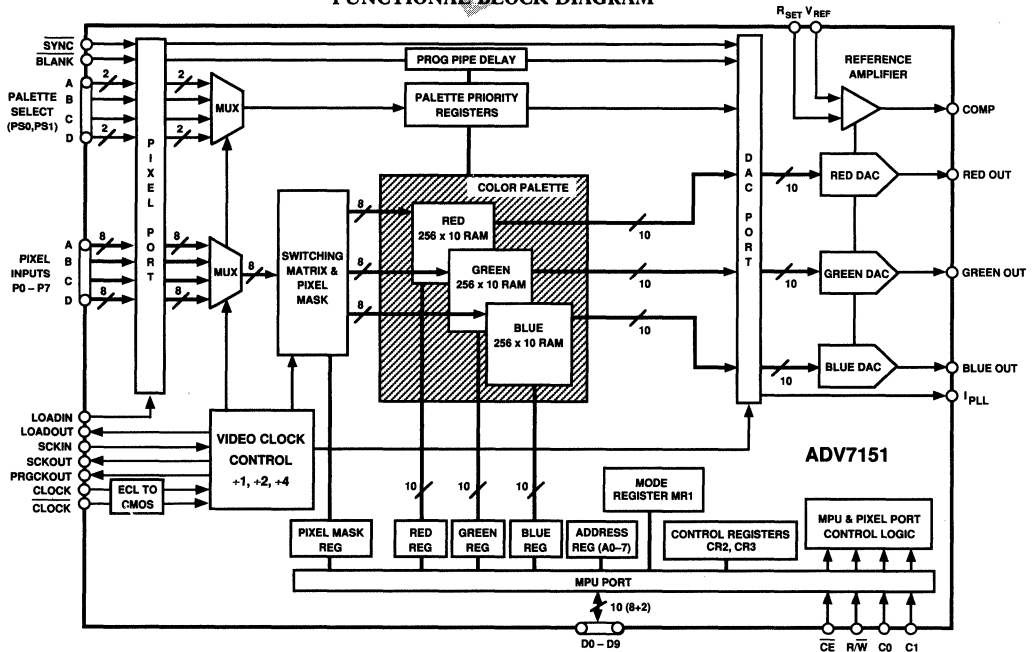 FUNCTIONAL BLOCK DIAGRAM
RSET VREF
SYNC
BLANK
A
B
C
D
PALETTE
SELECT
(PS0,PS1)
2
2
2
2
PIXEL PORT
MUX
PROG PIPE DELAY
PALETTE PRIORITY
REGISTERS
DAC PORT
REFERENCE
AMPLIFIER
COMP
A
B
C
D
PIXEL
INPUTS
P0 – P7
8
8
8
8
MUX
8
SWITCHING
MATRIX &
PIXEL
MASK
8
8
8
COLOR PALETTE
RED
256 x 10 RAM
GREEN
256 x 10 RAM
BLUE
256 x 10 RAM
10
10
10
10
RED DAC
RED OUT
10
GREEN DAC
GREEN OUT
10
BLUE DAC
BLUE OUT
IPLL
LOADIN
LOADOUT
SCKIN
SCKOUT
PRGCKOUT
CLOCK
CLOCK
ECL TO
CMOS
VIDEO CLOCK
CONTROL
÷1, ÷2, ÷4
ADV7151
10
10
10
PIXEL MASK
REG
RED
REG
GREEN
REG
BLUE
REG
ADDRESS
REG (A0–7)
MODE
REGISTER MR1
CONTROL REGISTERS
CR2, CR3
MPU & PIXEL PORT
CONTROL LOGIC
MPU PORT
10 (8+2)
D0 – D9
CE
R/W
C0
C1